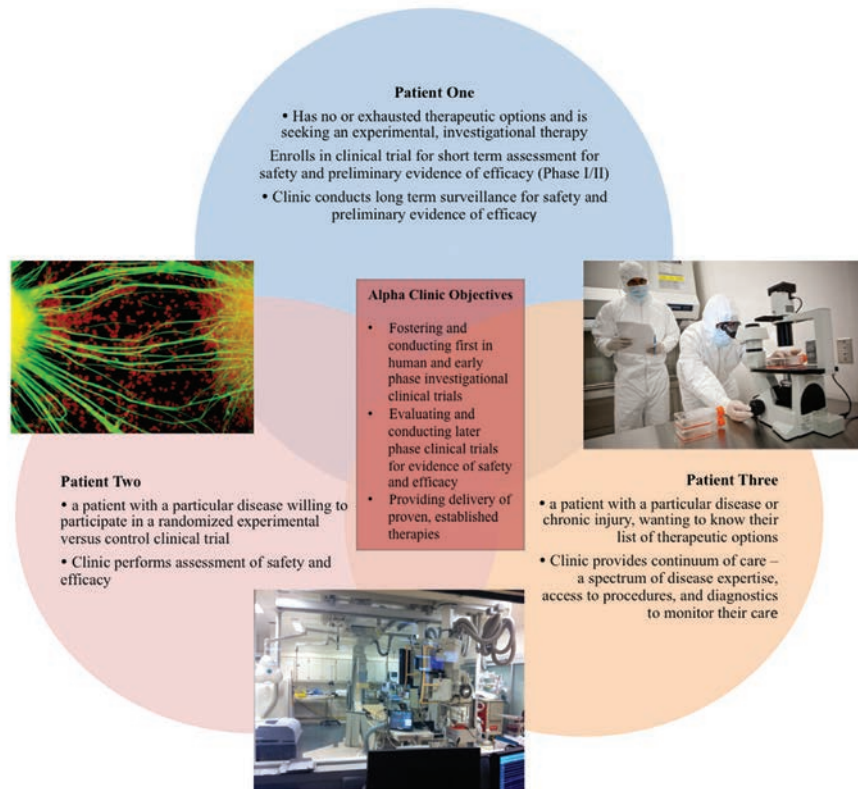 Patient One
• Has no or exhausted therapeutic options and is
seeking an experimental, investigational therapy
Enrolls in clinical trial for short term assessment for
safety and preliminary evidence of efficacy (Phase I/II)
• Clinic conducts long term surveillance for safety and
preliminary evidence of efficacy
Alpha Clinic Objectives
• Fostering and
conducting first in
human and early
phase investigational
clinical trials
• Evaluating and
conducting later
phase clinical trials
for evidence of safety
and efficacy
• Providing delivery of
proven, established
therapies
Patient Two
• a patient with a particular disease willing to
participate in a randomized experimental
versus control clinical trial
• Clinic performs assessment of safety and
efficacy
Patient Three
• a patient with a particular disease or
chronic injury, wanting to know their
list of therapeutic options
• Clinic provides continuum of care –
a spectrum of disease expertise,
access to procedures, and diagnostics
to monitor their care